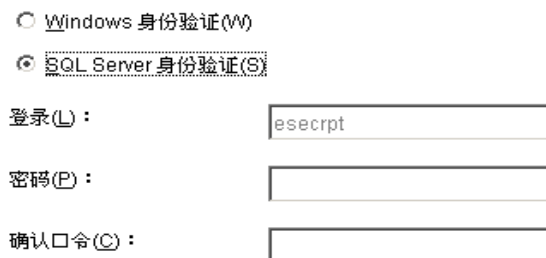 Windows 身份验证(W)
SQL Server 身份验证(S)
登录(L)：
esecrpt
密码(P)：
确认口令(C)：